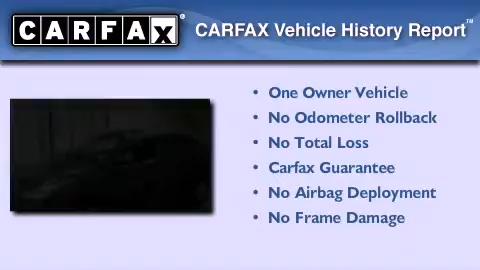 CARFAX® CARFAX Vehicle History Report™
• One Owner Vehicle
• No Odometer Rollback
• No Total Loss
• Carfax Guarantee
• No Airbag Deployment
• No Frame Damage